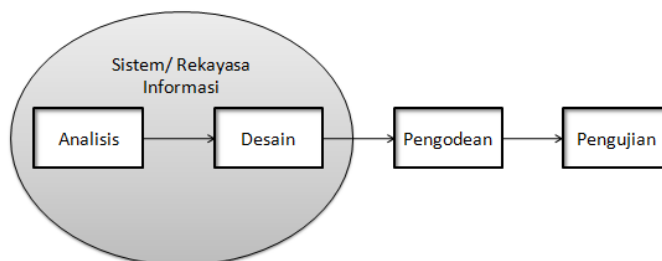 Sistem/ Rekayasa
Informasi
Analisis
Desain
Pengodean
Pengujian